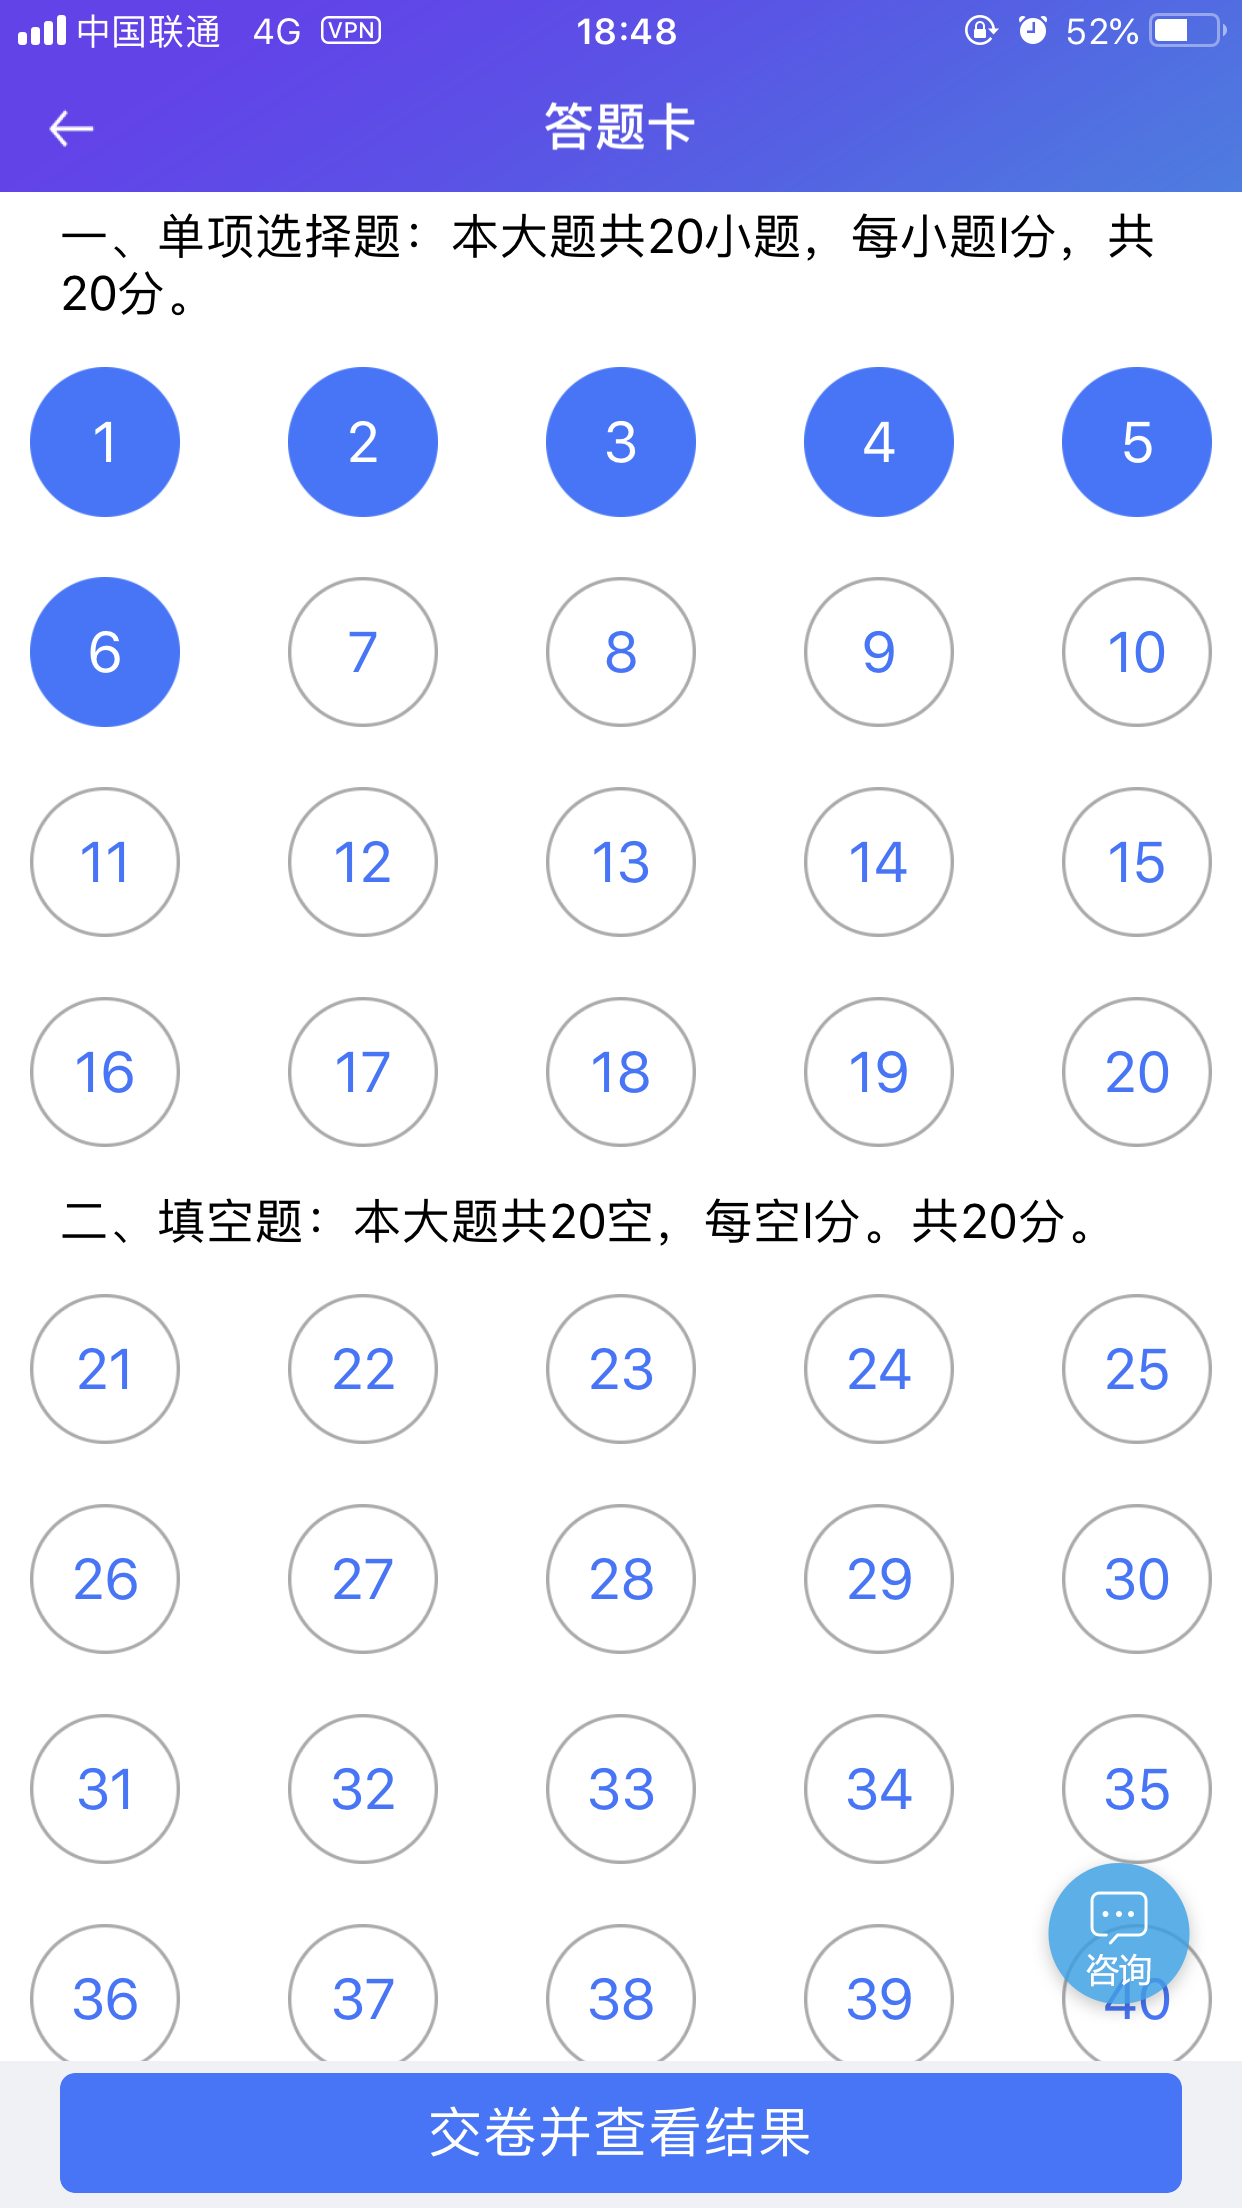 中国联通 4G VPN 18:48 52%
答题卡
一、单项选择题：本大题共20小题，每小题l分，共
20分。
1 2 3 4 5
6 7 8 9 10
11 12 13 14 15
16 17 18 19 20
二、填空题：本大题共20空，每空l分。共20分。
21 22 23 24 25
26 27 28 29 30
31 32 33 34 35
咨询
36 37 38 39 40
交卷并查看结果